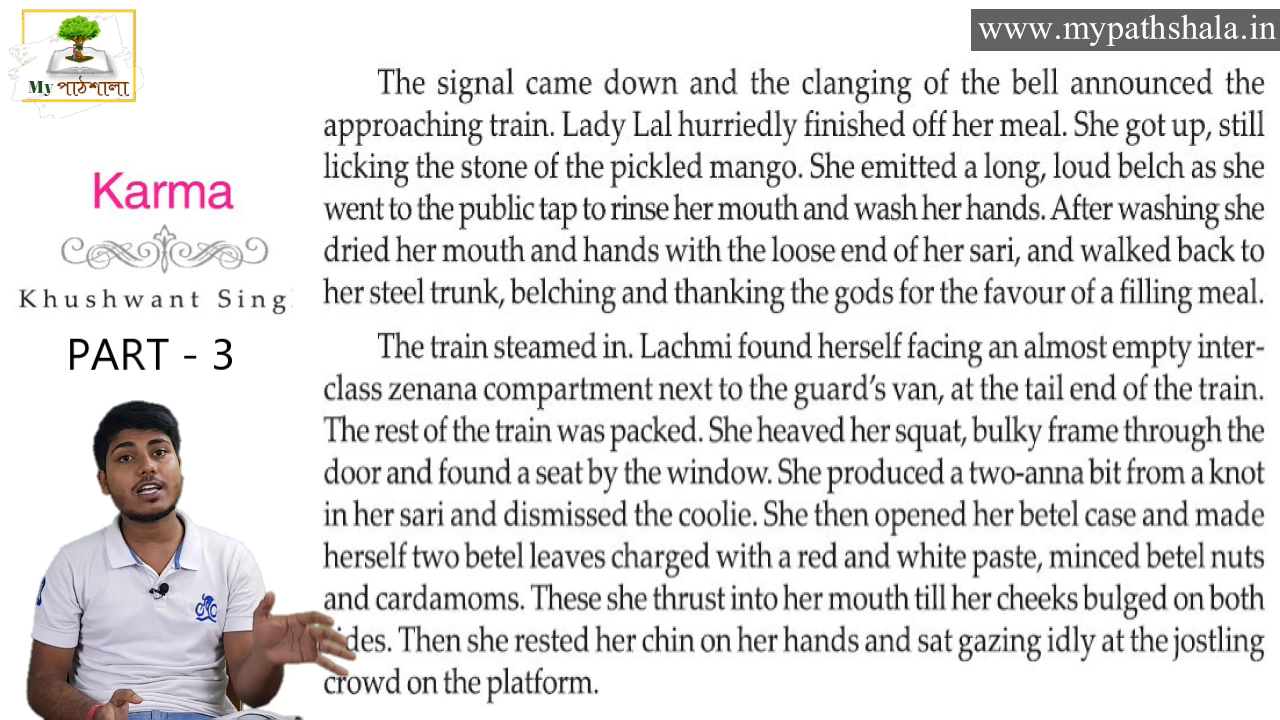 My পাঠশালা
www.mypathshala.in
Karma
Khushwant Sing
PART - 3
The signal came down and the clanging of the bell announced the
approaching train. Lady Lal hurriedly finished off her meal. She got up, still
licking the stone of the pickled mango. She emitted a long, loud belch as she
went to the public tap to rinse her mouth and wash her hands. After washing she
dried her mouth and hands with the loose end of her sari, and walked back to
her steel trunk, belching and thanking the gods for the favour of a filling meal.
The train steamed in. Lachmi found herself facing an almost empty inter-
class zenana compartment next to the guard's van, at the tail end of the train.
The rest of the train was packed. She heaved her squat, bulky frame through the
door and found a seat by the window. She produced a two-anna bit from a knot
in her sari and dismissed the coolie. She then opened her betel case and made
herself two betel leaves charged with a red and white paste, minced betel nuts
and cardamoms. These she thrust into her mouth till her cheeks bulged on both
ides. Then she rested her chin on her hands and sat gazing idly at the jostling
crowd on the platform.